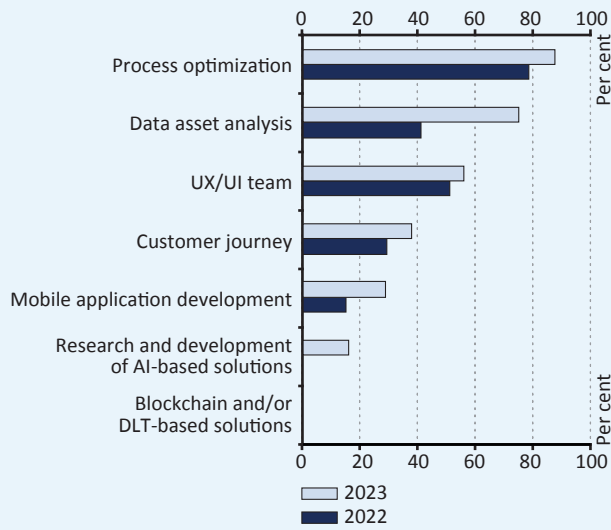 0 20 40 60 80 100
Per cent
Process optimization
Data asset analysis
UX/UI team
Customer journey
Mobile application development
Research and development
of AI-based solutions
Blockchain and/or
DLT-based solutions
Per cent
0 20 40 60 80 100
2023
2022